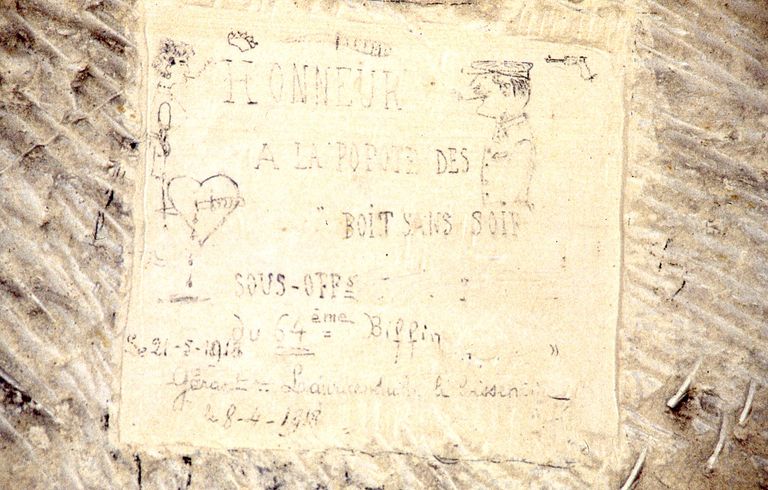 HONNEUR
A LA POPOTE DES
" BOIT SANS SOIF
SOUS-OFFs
DU 64ème Biffin "
Le 21-5-1918
Gérant
le 8-4-1918